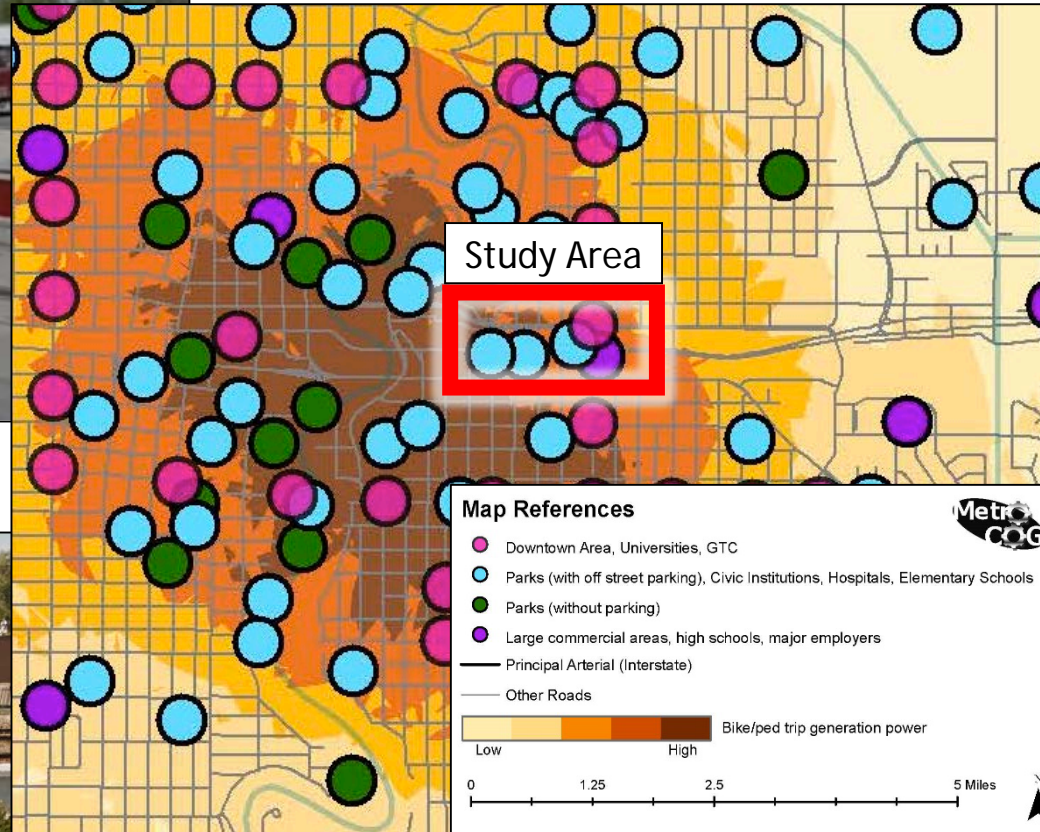 Study Area
Map References
Metro
COG
Downtown Area, Universities, GTC
Parks (with off street parking), Civic Institutions, Hospitals, Elementary Schools
Parks (without parking)
Large commercial areas, high schools, major employers
Principal Arterial (Interstate)
Other Roads
Bike/ped trip generation power
Low High
0 1.25 2.5 5 Miles
N